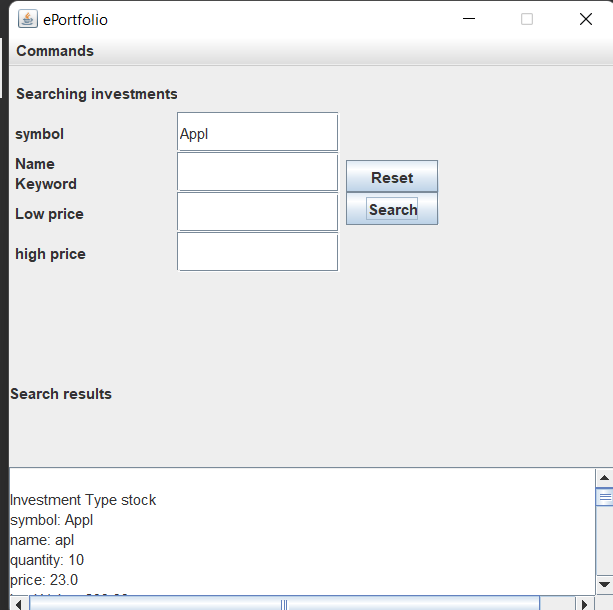 ePortfolio
Commands
Searching investments
symbol
Appl
Name
Keyword
Reset
Low price
Search
high price
Search results
Investment Type stock
symbol: Appl
name: apl
quantity: 10
price: 23.0